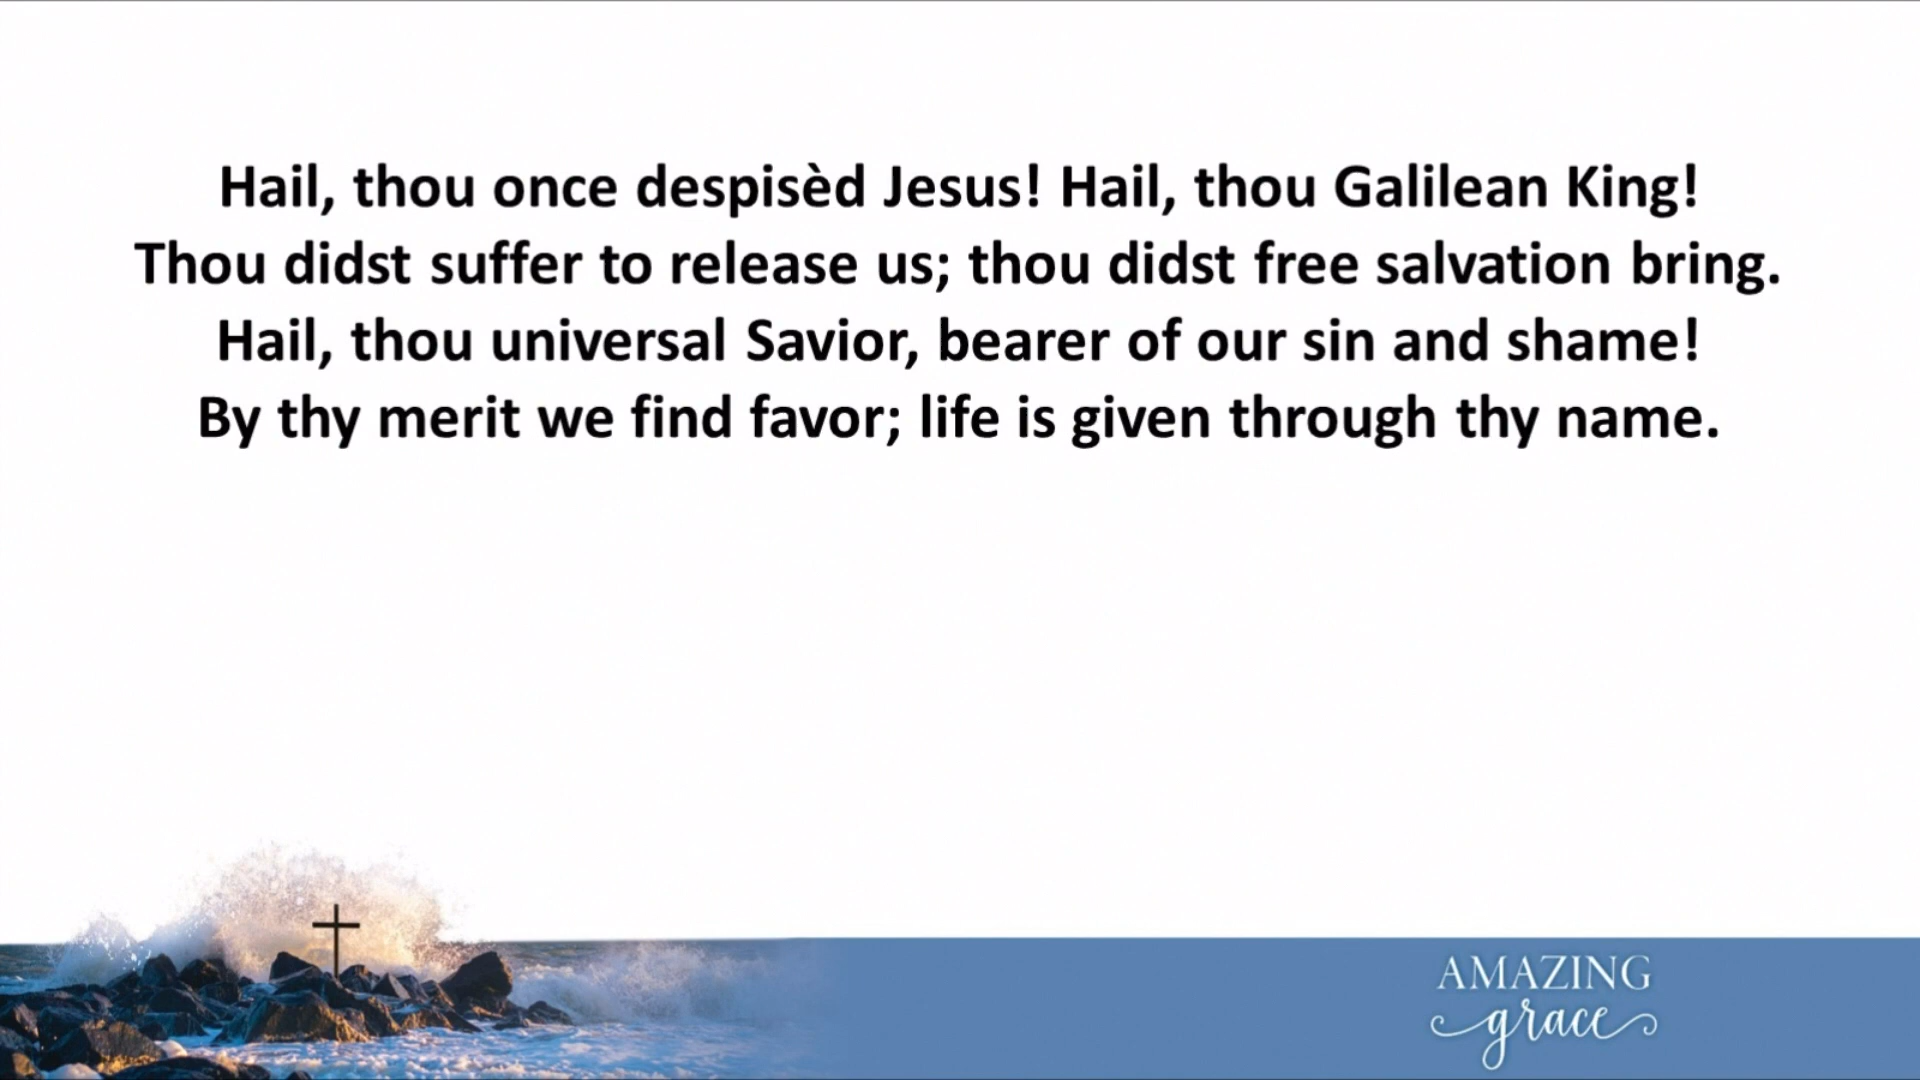 Hail, thou once despisèd Jesus! Hail, thou Galilean King!
Thou didst suffer to release us; thou didst free salvation bring.
Hail, thou universal Savior, bearer of our sin and shame!
By thy merit we find favor; life is given through thy name.
AMAZING
grace